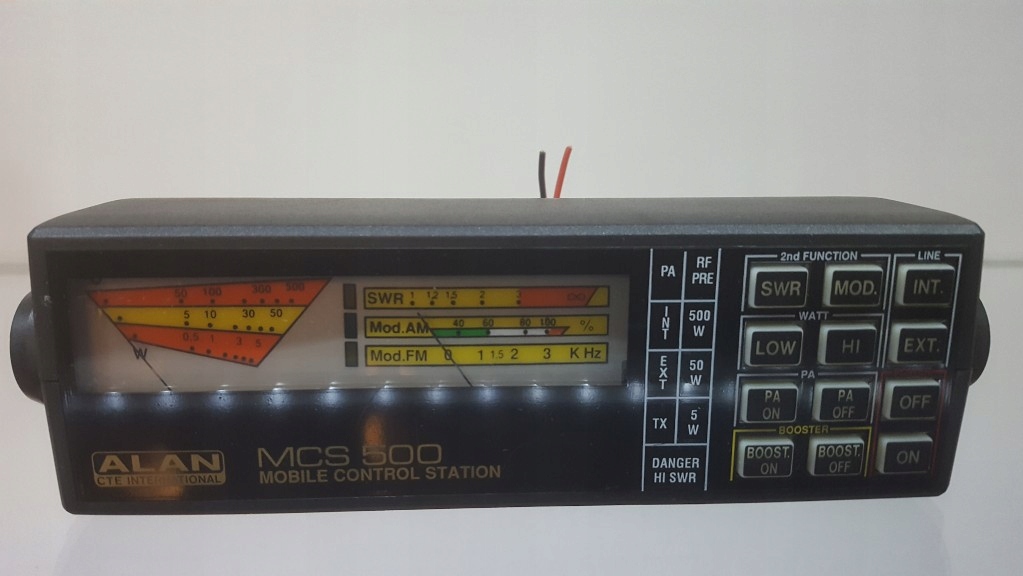 50 100 300 500
5 10 30 50
0,5 1 3 5
W
SWR 1 1,2 1,5 2 3
Mod.AM 40 60 80 100 %
Mod.FM 0 1 1,5 2 3 KHz
ALAN
CTE INTERNATIONAL
MCS 500
MOBILE CONTROL STATION
PA
RF PRE
INT
500 W
EXT
50 W
TX
5 W
DANGER
HI SWR
2nd FUNCTION
LINE
SWR
MOD.
INT.
WATT
LOW
HI
EXT.
PA
PA ON
PA OFF
OFF
BOOSTER
BOOST. ON
BOOST. OFF
ON